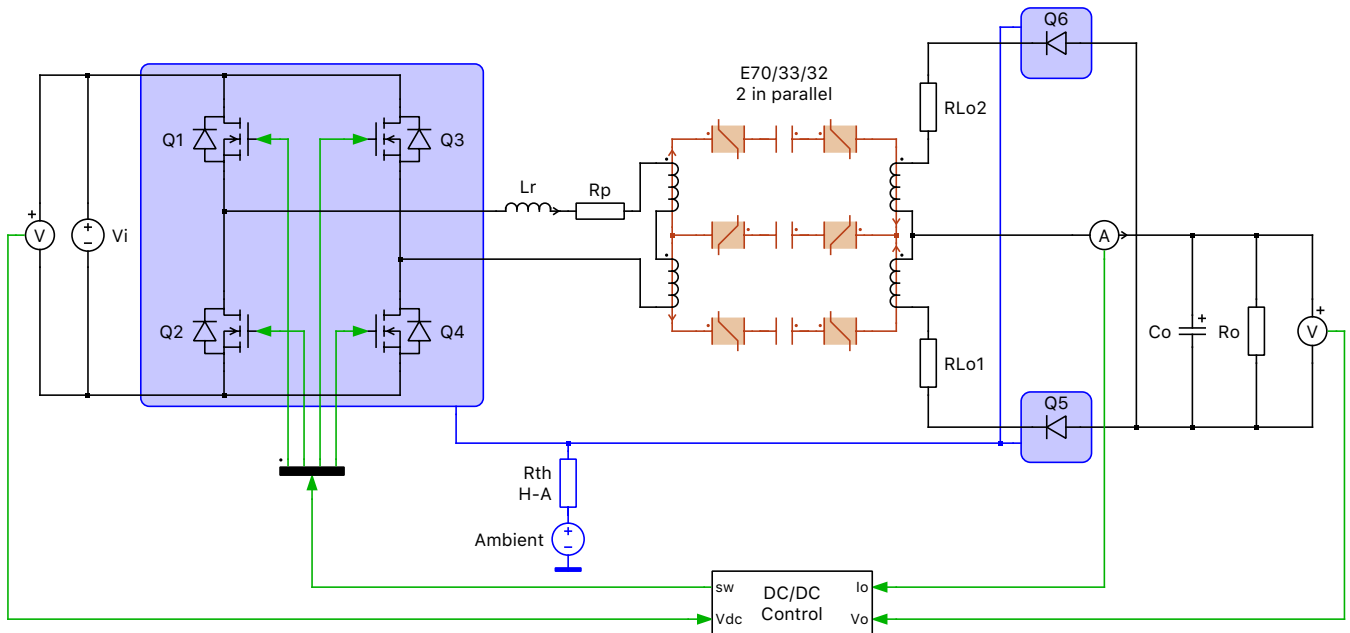 Q6
E70/33/32
2 in parallel
RLo2
Q1
Q3
Lr
Rp
V
+
−
Vi
A
Q2
Q4
RLo1
Co
+
Ro
V
+
Q5
Rth
H-A
Ambient
+
−
sw
DC/DC
Control
Io
Vdc
Vo